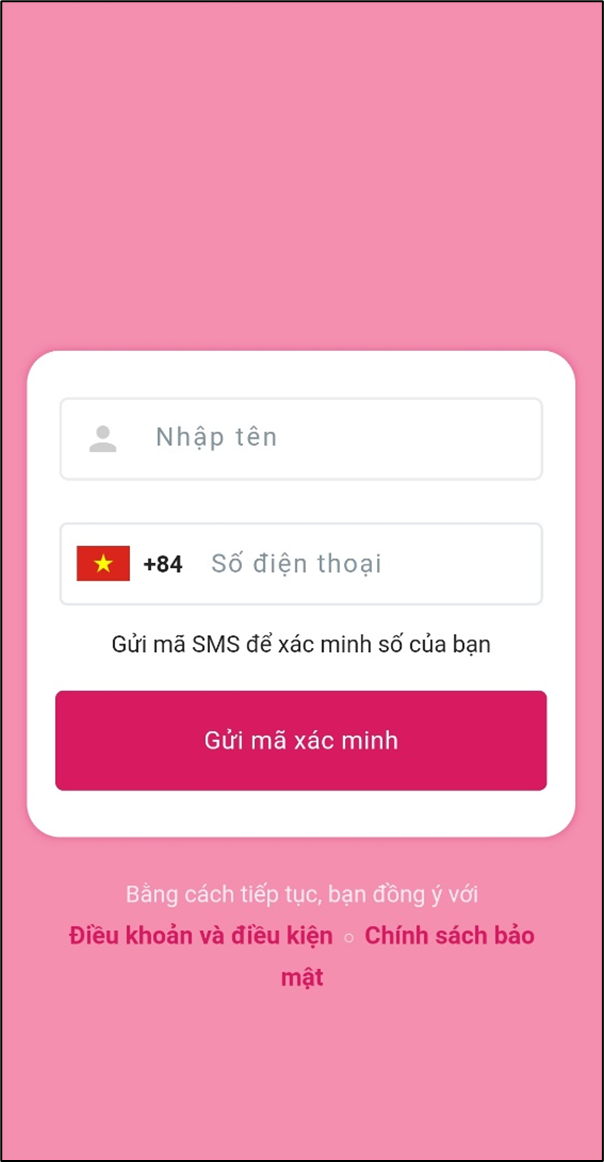 Nhập tên
+84 Số điện thoại
Gửi mã SMS để xác minh số của bạn
Gửi mã xác minh
Bằng cách tiếp tục, bạn đồng ý với
Điều khoản và điều kiện ○ Chính sách bảo
mật